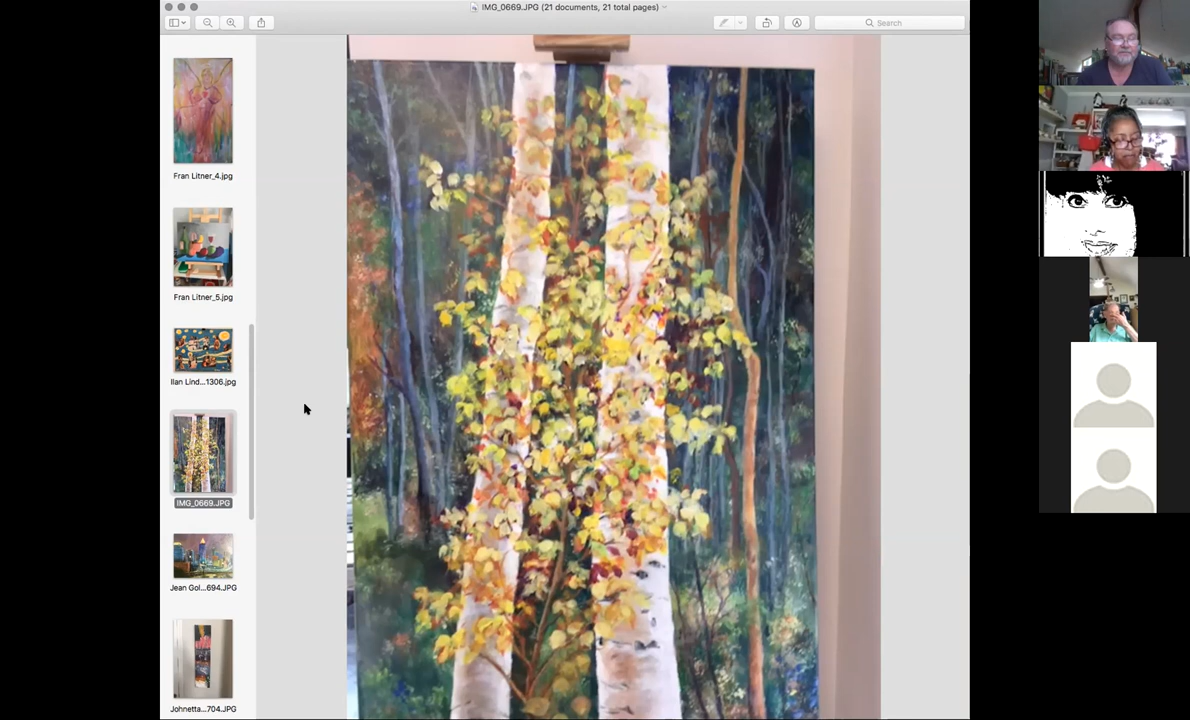 IMG_0669.JPG (21 documents, 21 total pages)
Search
Fran Litner_4.jpg
Fran Litner_5.jpg
Ilan Lind...1306.jpg
IMG_0669.JPG
Jean Gol...694.JPG
Johnetta...704.JPG